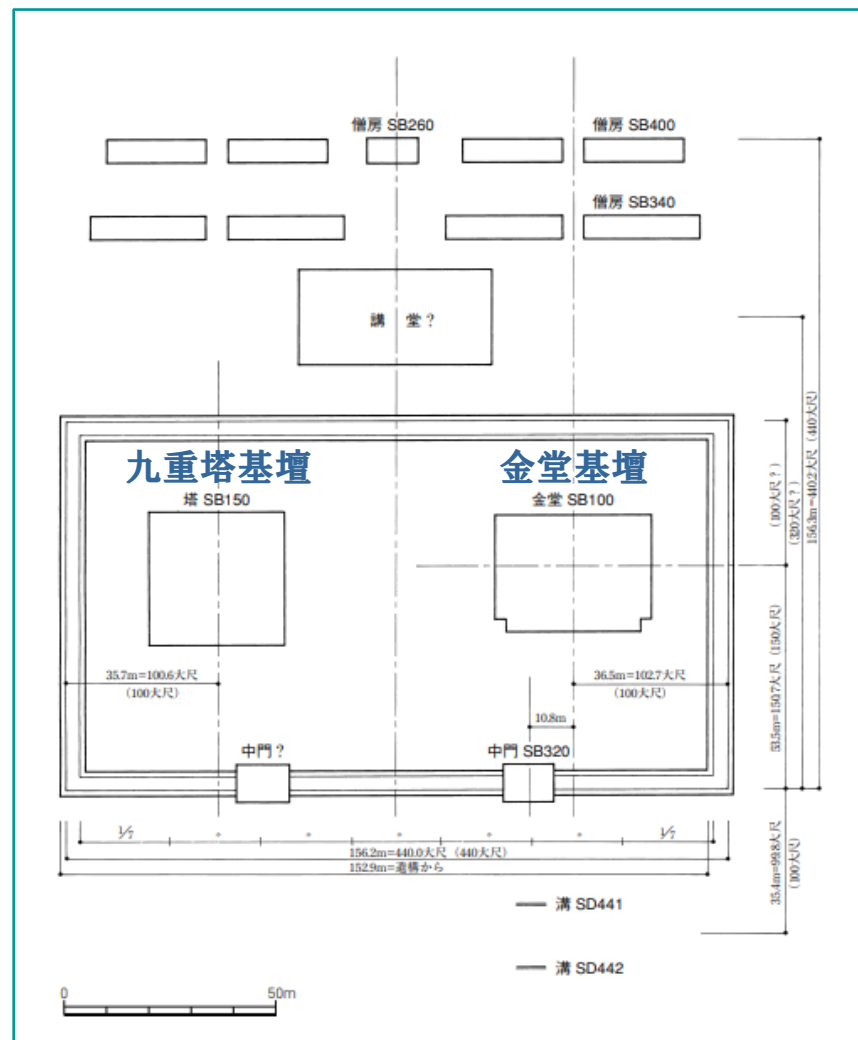 僧房 SB260
僧房 SB400
僧房 SB340
講 堂？
九重塔基壇
金堂基壇
塔 SB150
金堂 SB100
35.7m=100.6大尺
(100大尺)
36.5m=102.7大尺
(100大尺)
10.8m
中門？
中門 SB320
(100大尺？)
(320大尺？)
156.3m=440.2大尺 (440大尺)
53.5m=150.7大尺 (150大尺)
35.4m=99.8大尺
(100大尺)
1/7
〃
〃
〃
〃
〃
1/7
156.2m=440.0大尺 (440大尺)
152.9m=遺構から
溝 SD441
溝 SD442
0
50m